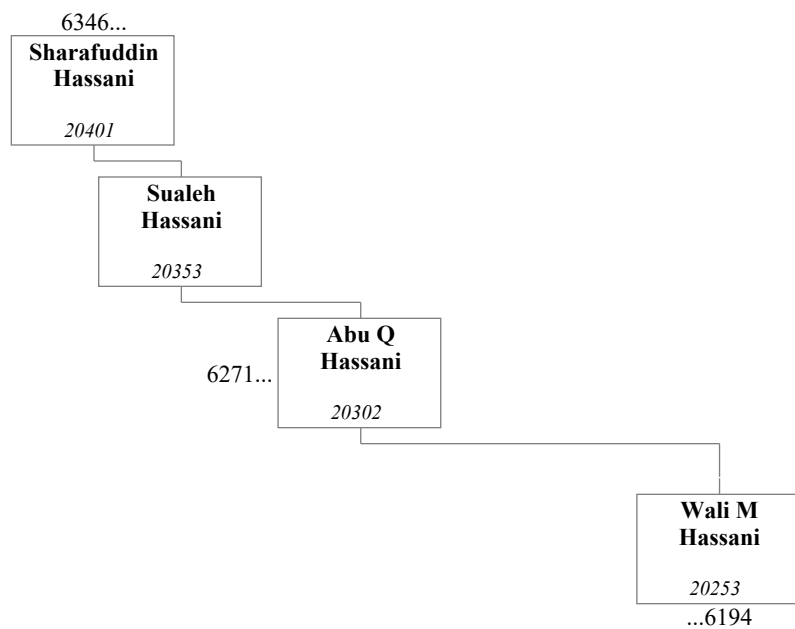 6346...
Sharafuddin
Hassani
20401
Sualeh
Hassani
20353
Abu Q
Hassani
6271...
20302
Wali M
Hassani
20253
...6194